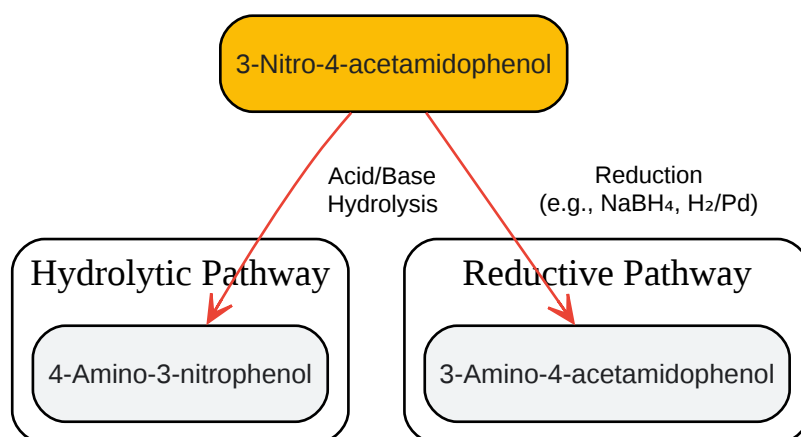 3-Nitro-4-acetamidophenol
Acid/Base
Hydrolysis
Reduction
(e.g., NaBH₄, H₂/Pd)
Hydrolytic Pathway
Reductive Pathway
4-Amino-3-nitrophenol
3-Amino-4-acetamidophenol